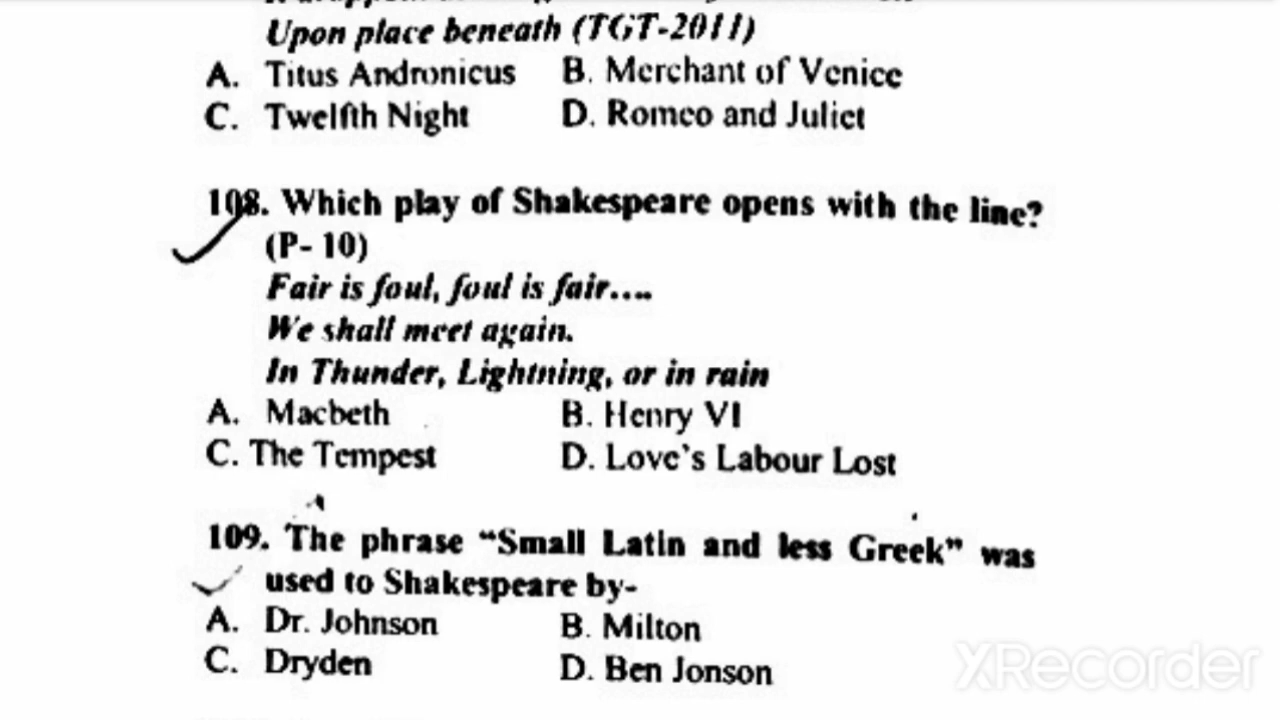 Upon place beneath (TGT-2011)
A. Titus Andronicus B. Merchant of Venice
C. Twelfth Night D. Romeo and Juliet
108. Which play of Shakespeare opens with the line?
(P- 10)
Fair is foul, foul is fair....
We shall meet again.
In Thunder, Lightning, or in rain
A. Macbeth B. Henry VI
C. The Tempest D. Love's Labour Lost
109. The phrase “Small Latin and less Greek” was
used to Shakespeare by-
A. Dr. Johnson B. Milton
C. Dryden D. Ben Jonson
XRecorder